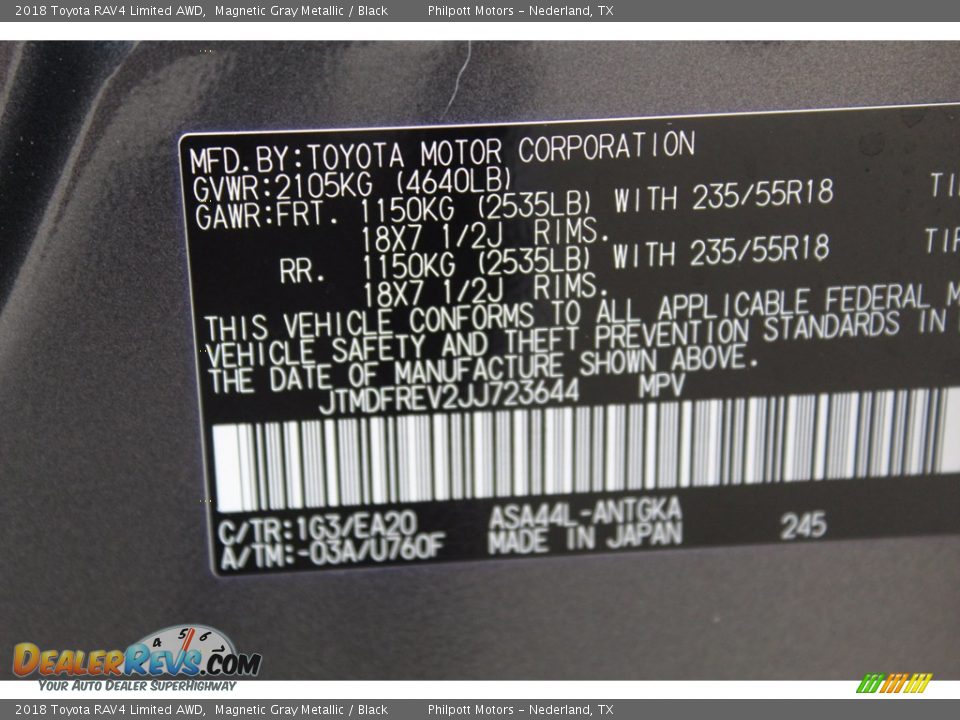 2018 Toyota RAV4 Limited AWD, Magnetic Gray Metallic / Black Philpott Motors - Nederland, TX
MFD.BY:TOYOTA MOTOR CORPORATION
GVWR:2105KG (4640LB)
GAWR:FRT. 1150KG (2535LB) WITH 235/55R18
18X7 1/2J RIMS.
RR. 1150KG (2535LB) WITH 235/55R18
18X7 1/2J RIMS.
THIS VEHICLE CONFORMS TO ALL APPLICABLE FEDERAL
VEHICLE SAFETY AND THEFT PREVENTION STANDARDS IN
THE DATE OF MANUFACTURE SHOWN ABOVE.
JTMDFREV2JJ723644 MPV
C/TR:1G3/EA20 ASA44L-ANTGKA 245
A/TM:-03A/U760F MADE IN JAPAN
4 5 6
DEALERREVS.COM
YOUR AUTO DEALER SUPERHIGHWAY
2018 Toyota RAV4 Limited AWD, Magnetic Gray Metallic / Black Philpott Motors - Nederland, TX